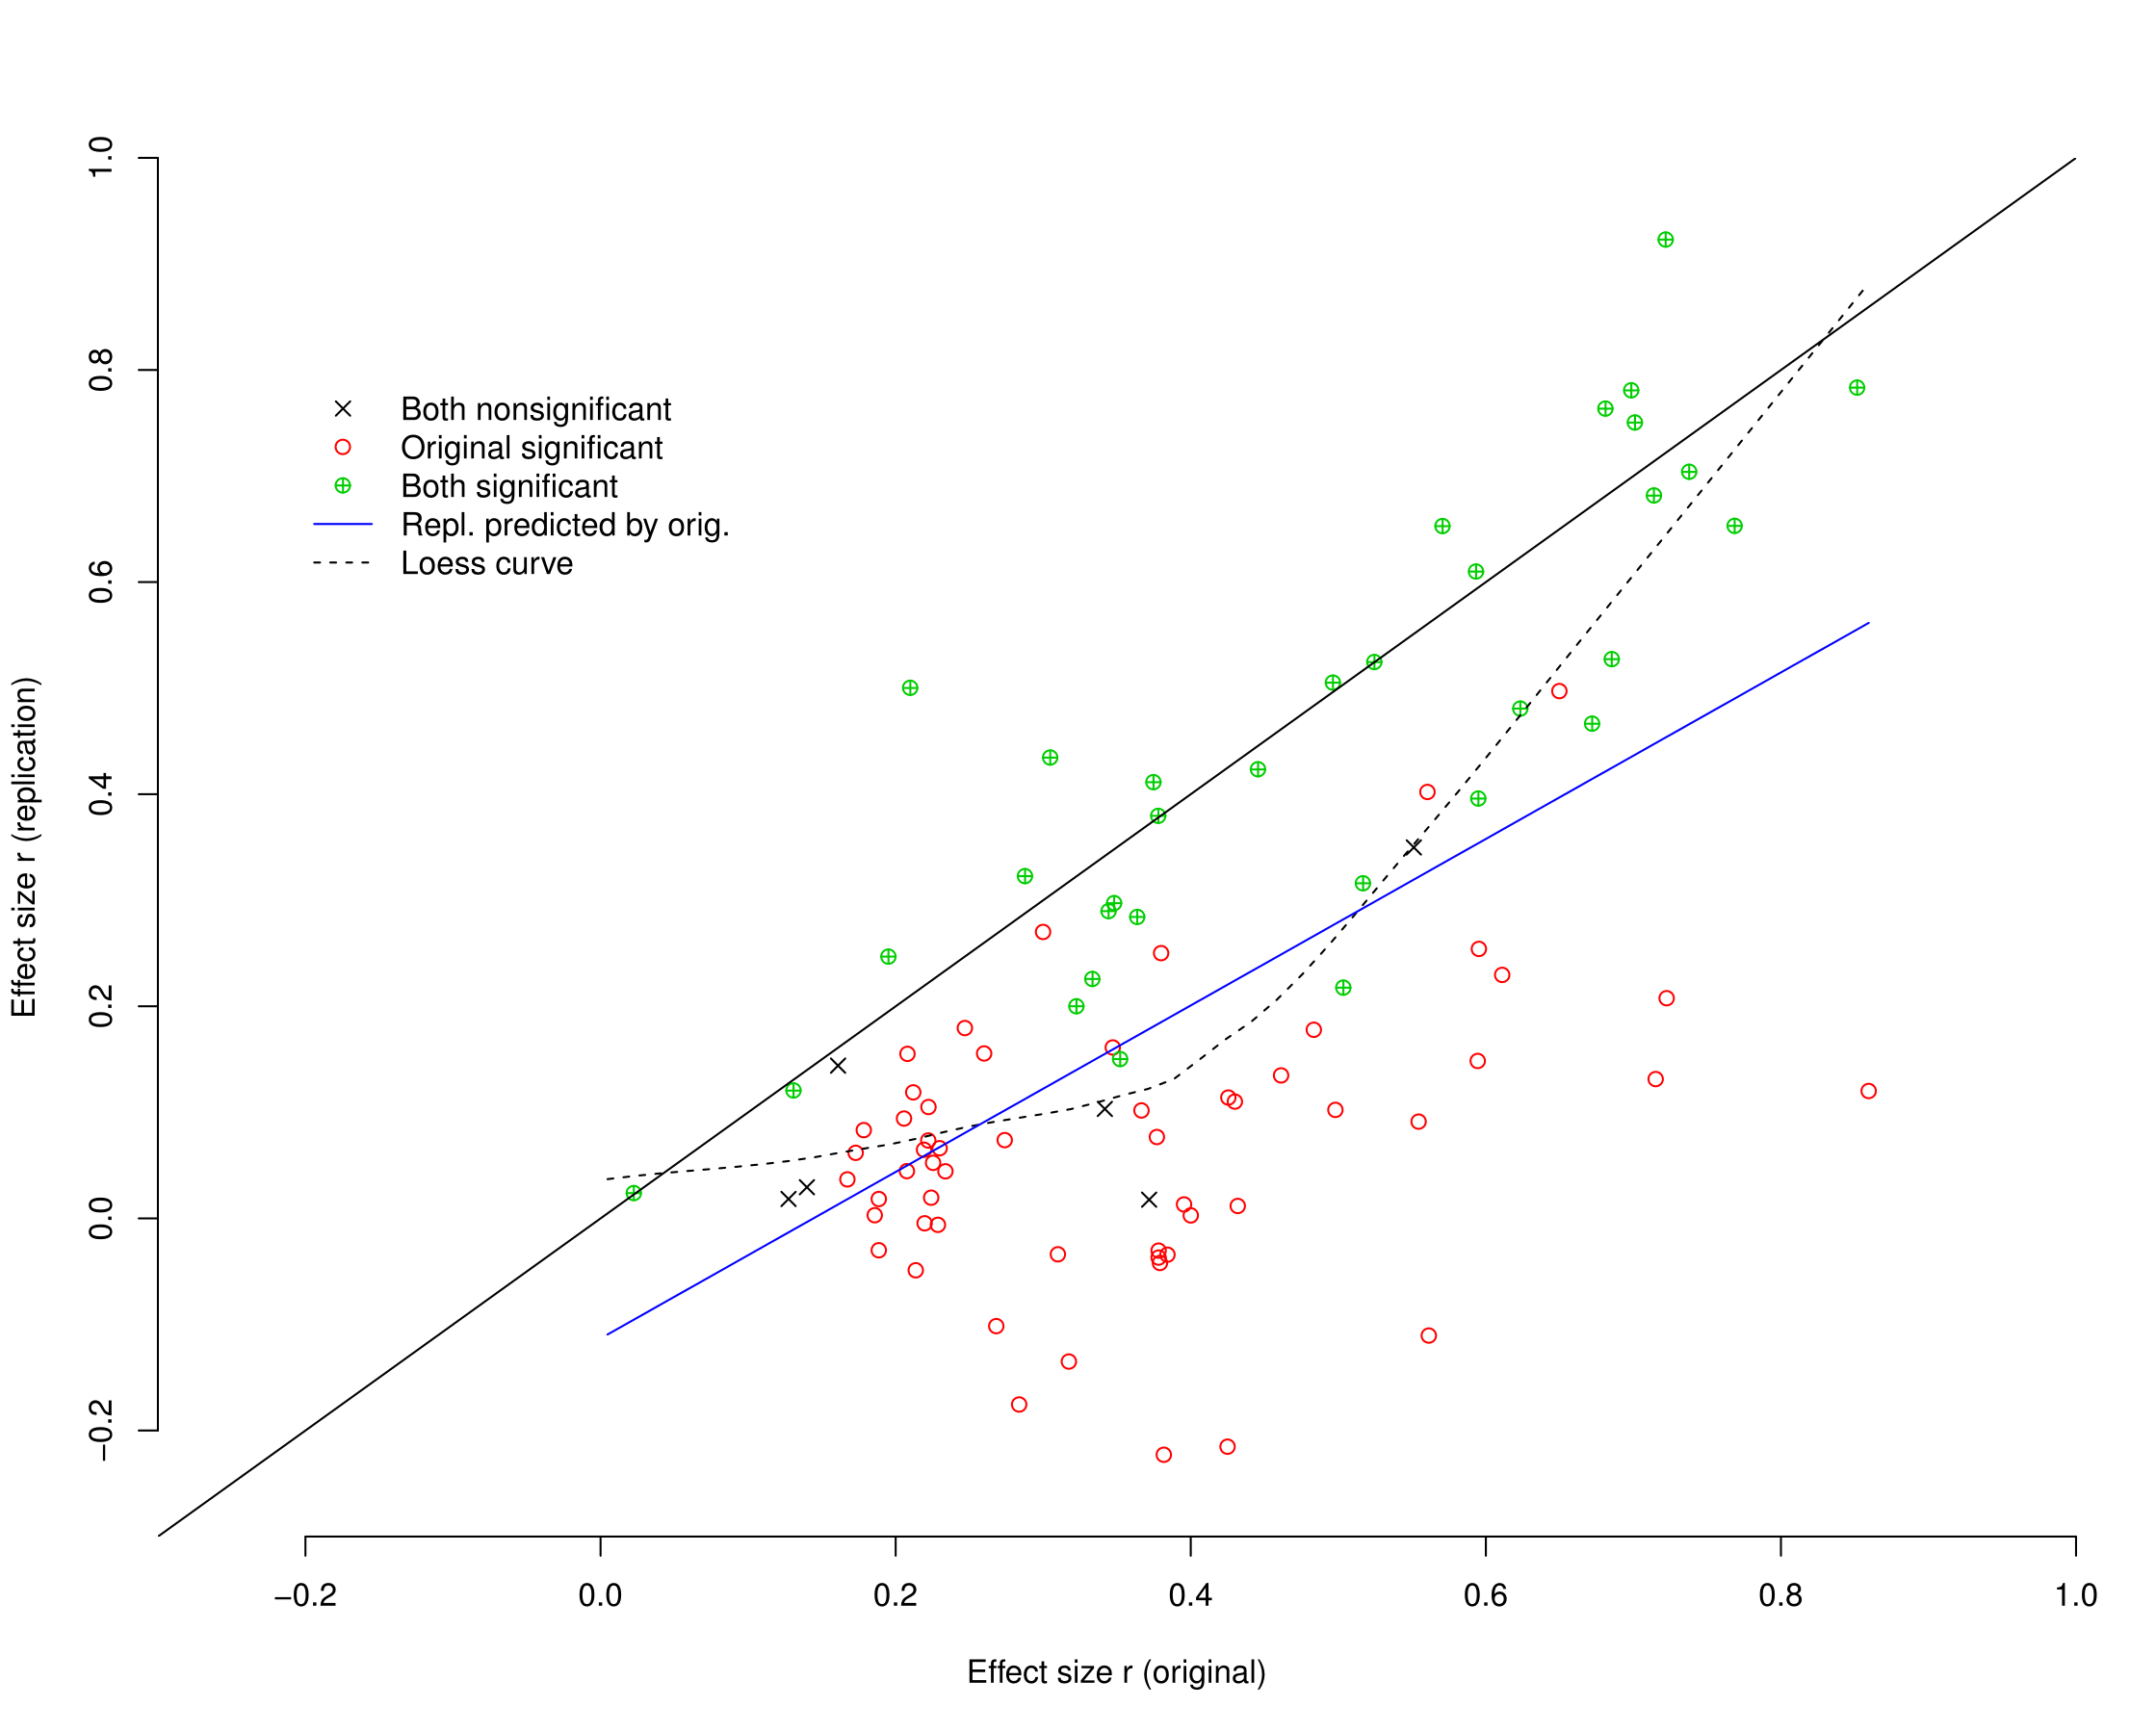 1.0
0.8
0.6
0.4
0.2
0.0
−0.2
Effect size r (replication)
Both nonsignificant
Original significant
Both significant
Repl. predicted by orig.
Loess curve
−0.2 0.0 0.2 0.4 0.6 0.8 1.0
Effect size r (original)